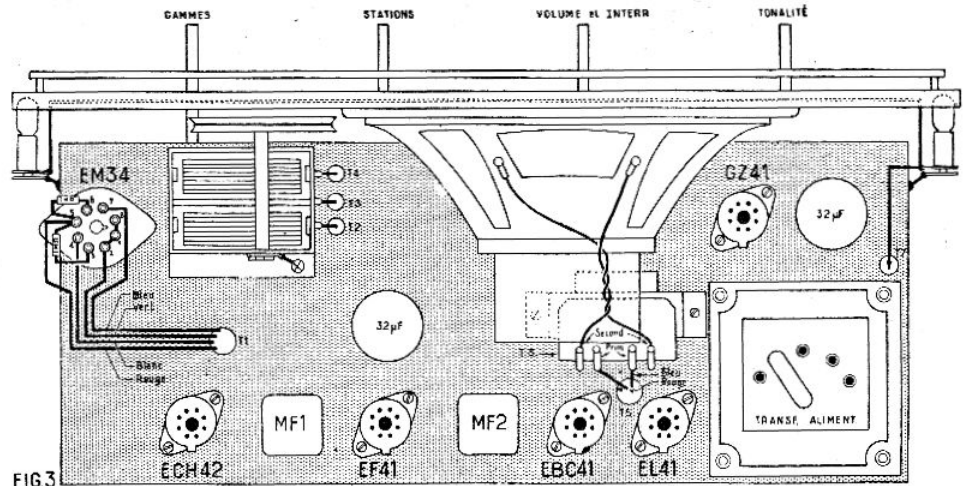 GAMMES
STATIONS
VOLUME et INTERR
TONALITÉ
EM34
T4
T3
T2
GZ41
32µF
Bleu
Vert
T1
Blanc
Rouge
32µF
Second
Prim
T.S.
Bleu
Rouge
T5
TRANSF. ALIMENT
ECH42
MF1
EF41
MF2
EBC41
EL41
FIG.3